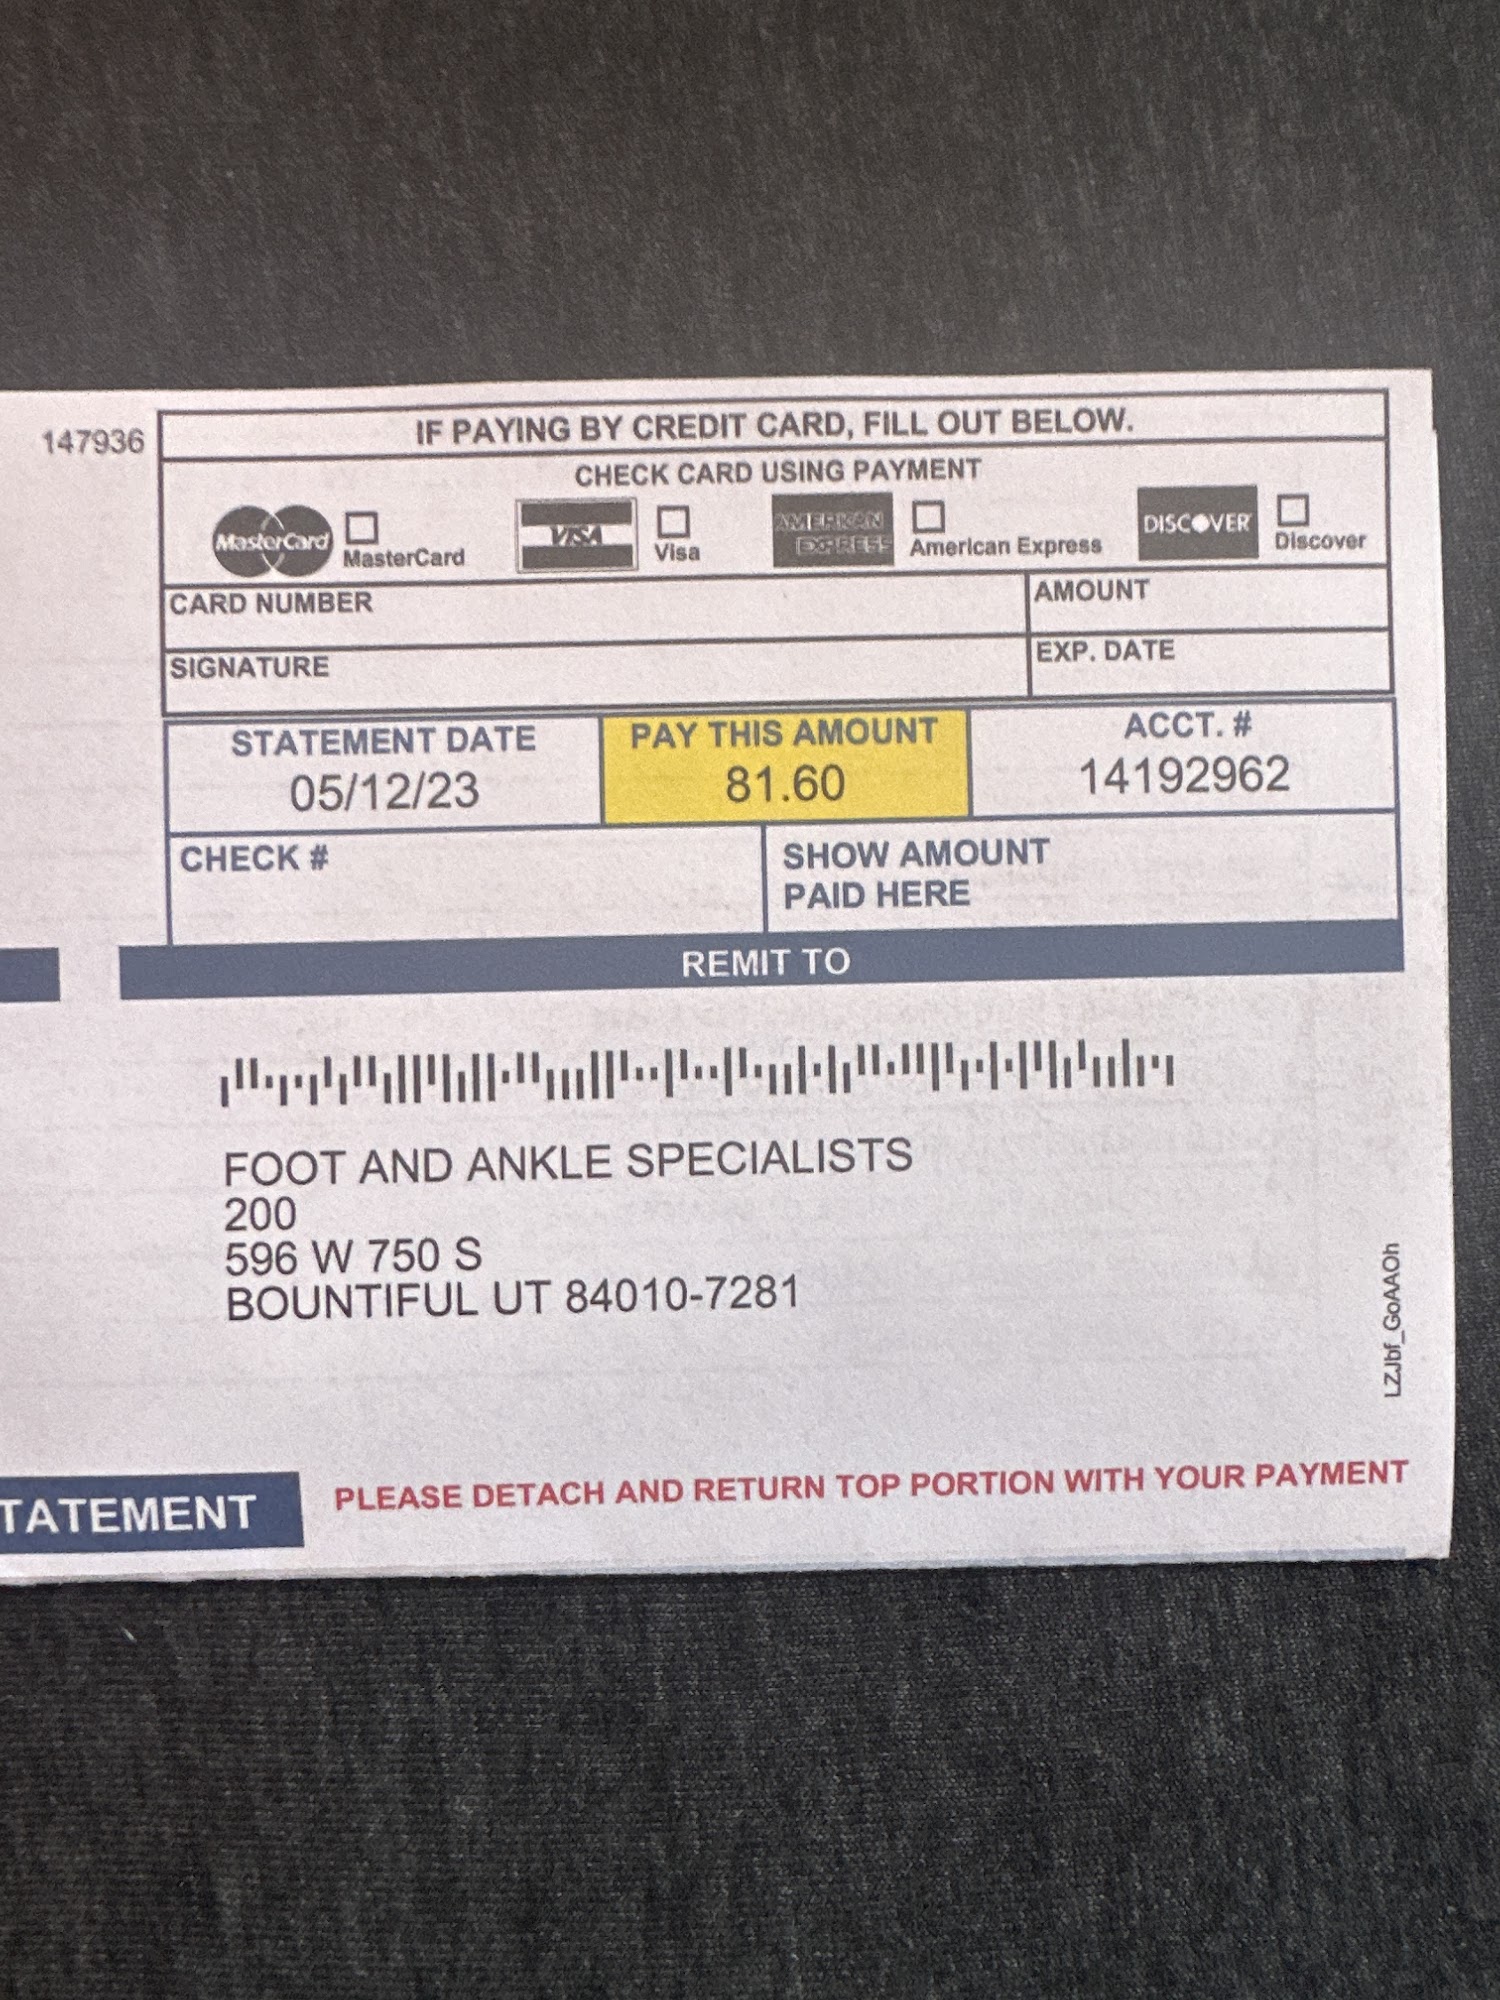 147936
IF PAYING BY CREDIT CARD, FILL OUT BELOW.
CHECK CARD USING PAYMENT
MasterCard MasterCard VISA Visa AMERICAN EXPRESS American Express DISCOVER Discover
CARD NUMBER AMOUNT
SIGNATURE EXP. DATE
STATEMENT DATE PAY THIS AMOUNT ACCT. #
05/12/23 81.60 14192962
CHECK # SHOW AMOUNT
PAID HERE
REMIT TO
FOOT AND ANKLE SPECIALISTS
200
596 W 750 S
BOUNTIFUL UT 84010-7281
LZJbf_GoAAOh
TATEMENT PLEASE DETACH AND RETURN TOP PORTION WITH YOUR PAYMENT